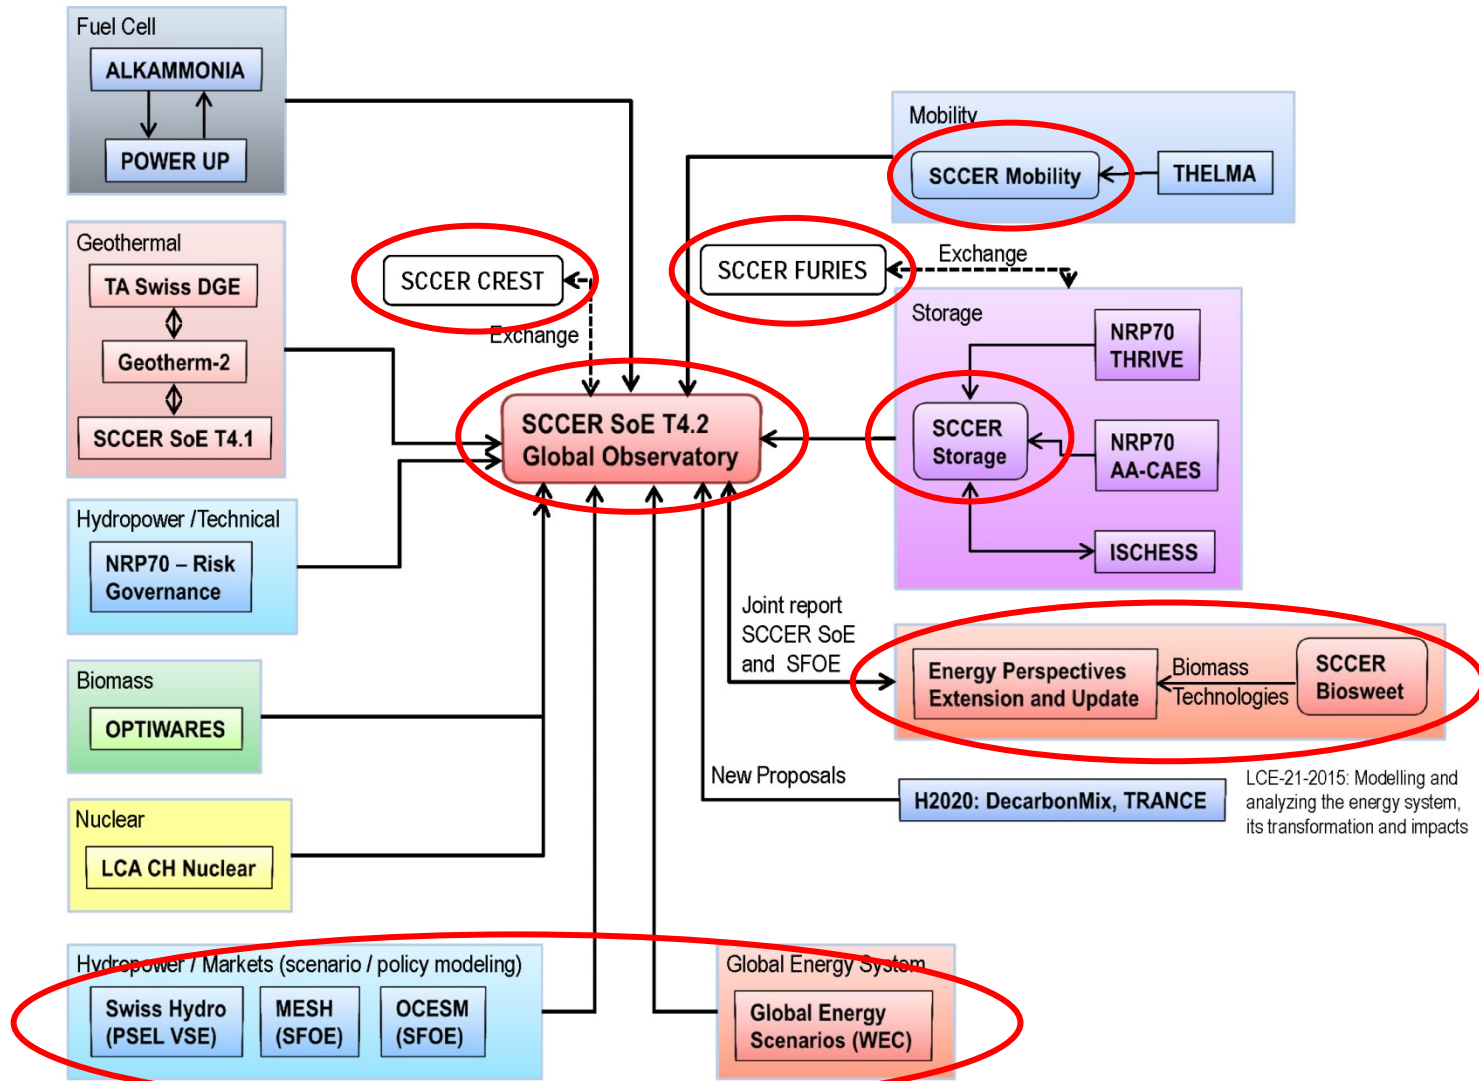 Fuel Cell
ALKAMMONIA
POWER UP
Mobility
SCCER Mobility
THELMA
Geothermal
TA Swiss DGE
Geotherm-2
SCCER SoE T4.1
SCCER CREST
Exchange
SCCER FURIES
Exchange
Storage
NRP70
THRIVE
SCCER
Storage
NRP70
AA-CAES
ISCHESS
SCCER SoE T4.2
Global Observatory
Hydropower /Technical
NRP70 – Risk
Governance
Joint report
SCCER SoE
and SFOE
Energy Perspectives
Extension and Update
Biomass
Technologies
SCCER
Biosweet
Biomass
OPTIWARES
New Proposals
H2020: DecarbonMix, TRANCE
LCE-21-2015: Modelling and
analyzing the energy system,
its transformation and impacts
Nuclear
LCA CH Nuclear
Hydropower / Markets (scenario / policy modeling)
Swiss Hydro
(PSEL VSE)
MESH
(SFOE)
OCESM
(SFOE)
Global Energy System
Global Energy
Scenarios (WEC)